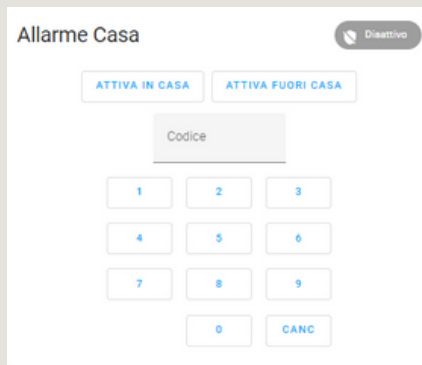 Allarme Casa Disattivo
ATTIVA IN CASA ATTIVA FUORI CASA
Codice
1 2 3
4 5 6
7 8 9
0 CANC